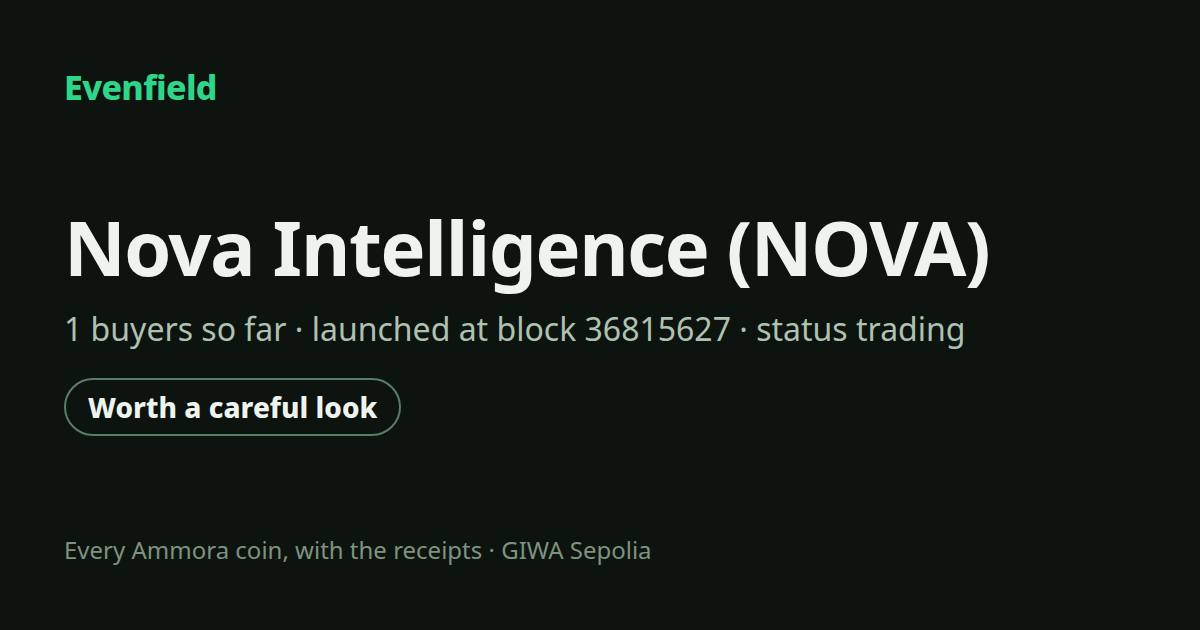 Evenfield
Nova Intelligence (NOVA)
1 buyers so far · launched at block 36815627 · status trading
Worth a careful look
Every Ammora coin, with the receipts · GIWA Sepolia